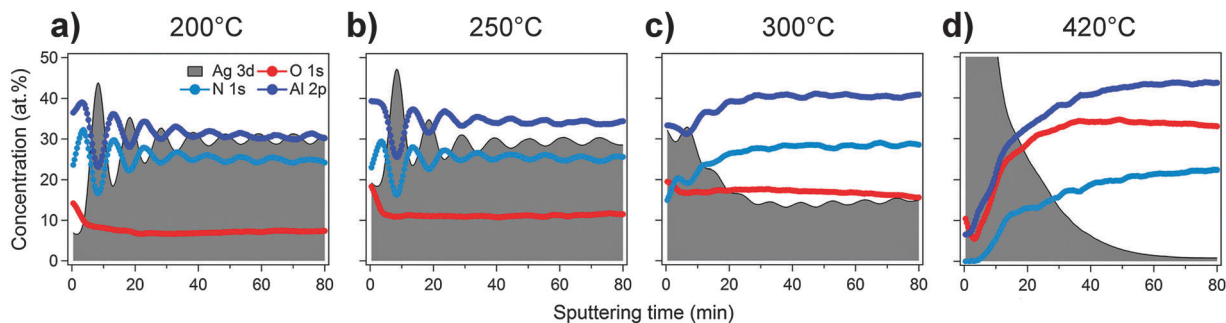 a) 200°C b) 250°C c) 300°C d) 420°C
50
40
30
20
10
0
Concentration (at.%)
Ag 3d O 1s
N 1s Al 2p
0 20 40 60 80 0 20 40 60 80 0 20 40 60 80 0 20 40 60 80
Sputtering time (min)